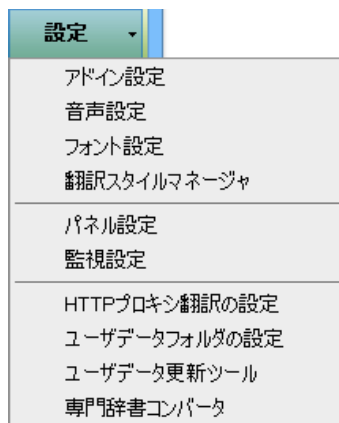 設定
アドイン設定
音声設定
フォント設定
翻訳スタイルマネージャ
パネル設定
監視設定
HTTPプロキシ翻訳の設定
ユーザデータフォルダの設定
ユーザデータ更新ツール
専門辞書コンバータ